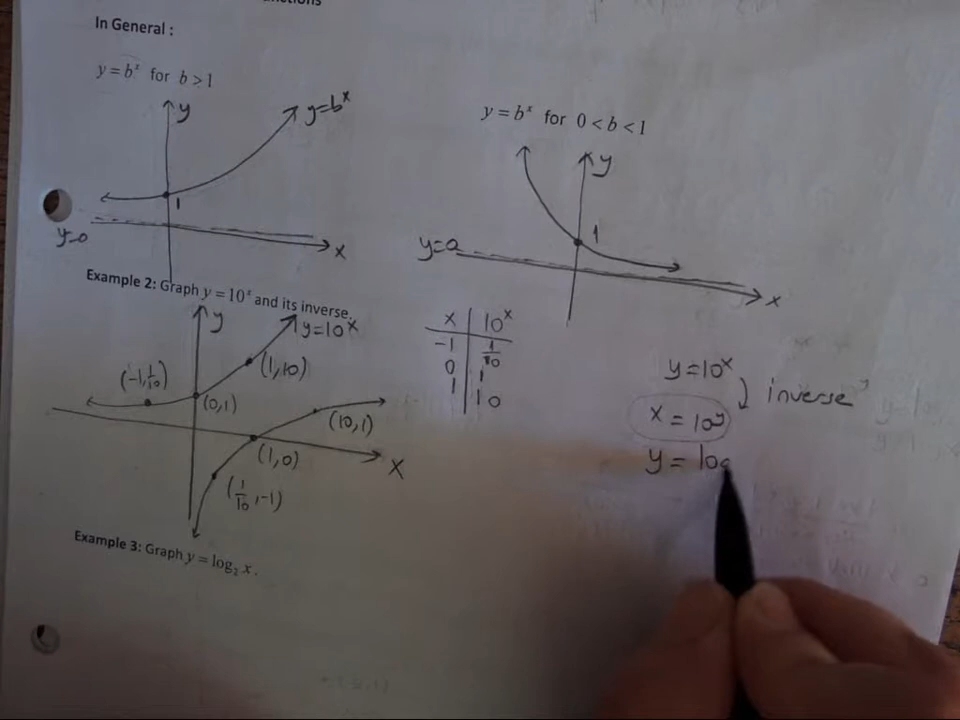 In General :
y = b^x for b > 1
y
y=b^x
1
y=0
x
y = b^x for 0 < b < 1
y
1
y=0
x
Example 2: Graph y = 10^x and its inverse.
y
y=10^x
(-1, 1/10)
(1,10)
(0,1)
(10,1)
(1,0)
x
(1/10, -1)
x | 10^x
-1 | 1/10
0 | 1
1 | 10
y=10^x
inverse
x = 10^y
y = log
Example 3: Graph y = log_2 x.